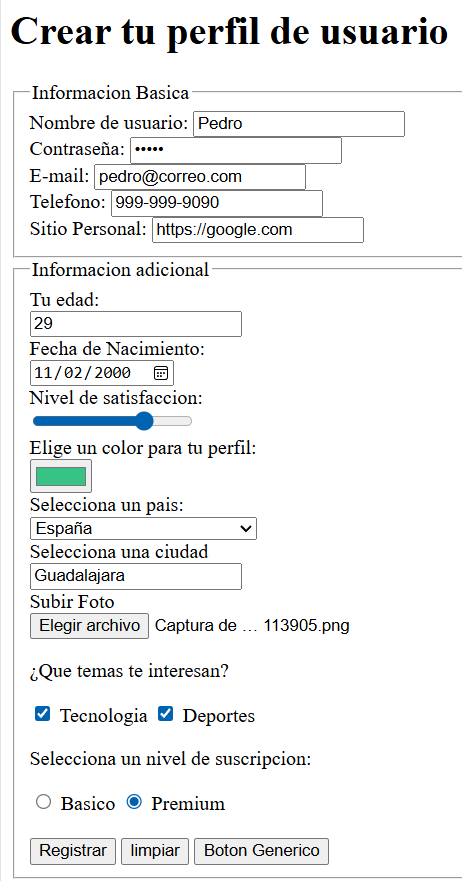 Crear tu perfil de usuario
Informacion Basica
Nombre de usuario: Pedro
Contraseña: •••••
E-mail: pedro@correo.com
Telefono: 999-999-9090
Sitio Personal: https://google.com
Informacion adicional
Tu edad:
29
Fecha de Nacimiento:
11/02/2000
Nivel de satisfaccion:
Elige un color para tu perfil:
Selecciona un pais:
España
Selecciona una ciudad
Guadalajara
Subir Foto
Elegir archivo Captura de … 113905.png
¿Que temas te interesan?
Tecnologia Deportes
Selecciona un nivel de suscripcion:
Basico Premium
Registrar limpiar Boton Generico